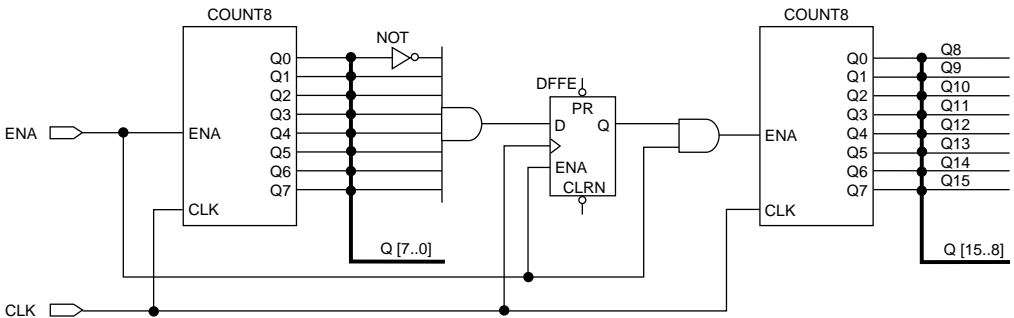 COUNT8
COUNT8
NOT
Q0
Q1
Q2
Q3
Q4
Q5
Q6
Q7
ENA
ENA
CLK
Q [7..0]
CLK
DFFE
PR
D
Q
ENA
CLRN
ENA
CLK
Q0
Q1
Q2
Q3
Q4
Q5
Q6
Q7
Q8
Q9
Q10
Q11
Q12
Q13
Q14
Q15
Q [15..8]